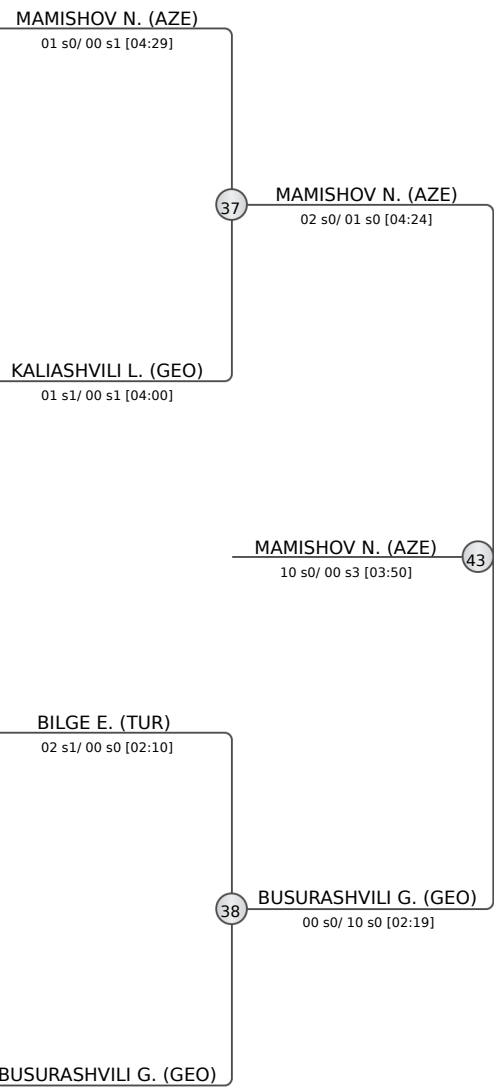 MAMISHOV N. (AZE)
01 s0/ 00 s1 [04:29]
37
MAMISHOV N. (AZE)
02 s0/ 01 s0 [04:24]
KALIASHVILI L. (GEO)
01 s1/ 00 s1 [04:00]
MAMISHOV N. (AZE)
43
10 s0/ 00 s3 [03:50]
BILGE E. (TUR)
02 s1/ 00 s0 [02:10]
38
BUSURASHVILI G. (GEO)
00 s0/ 10 s0 [02:19]
BUSURASHVILI G. (GEO)